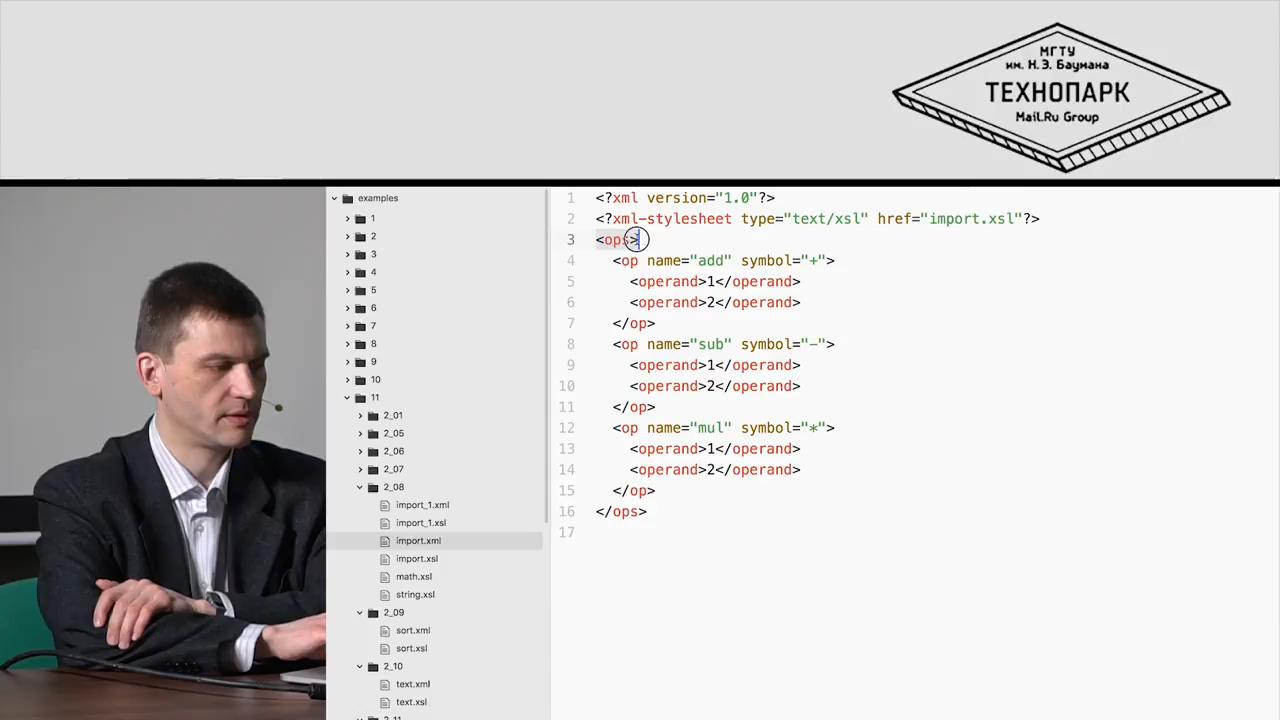 МГТУ
им. Н.Э. Баумана
ТЕХНОПАРК
Mail.Ru Group
examples
1
2
3
4
5
6
7
8
9
10
11
2_01
2_05
2_06
2_07
2_08
import_1.xml
import_1.xsl
import.xml
import.xsl
math.xsl
string.xsl
2_09
sort.xml
sort.xsl
2_10
text.xml
text.xsl
2_11
1 <?xml version="1.0"?>
2 <?xml-stylesheet type="text/xsl" href="import.xsl"?>
3 <ops>
4 <op name="add" symbol="+">
5 <operand>1</operand>
6 <operand>2</operand>
7 </op>
8 <op name="sub" symbol="-">
9 <operand>1</operand>
10 <operand>2</operand>
11 </op>
12 <op name="mul" symbol="*">
13 <operand>1</operand>
14 <operand>2</operand>
15 </op>
16 </ops>
17